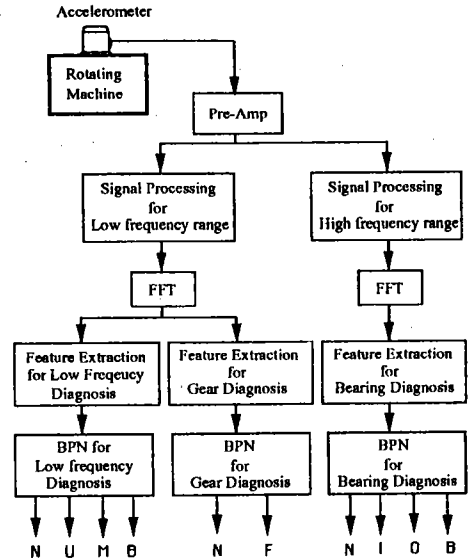 Accelerometer
Rotating
Machine
Pre-Amp
Signal Processing
for
Low frequency range
Signal Processing
for
High frequency range
FFT
FFT
Feature Extraction
for Low Freqeucy
Diagnosis
Feature Extraction
for
Gear Diagnosis
Feature Extraction
for
Bearing Diagnosis
BPN for
Low frequency
Diagnosis
BPN
for
Gear Diagnosis
BPN
for
Bearing Diagnosis
N U M B
N F
N I O B